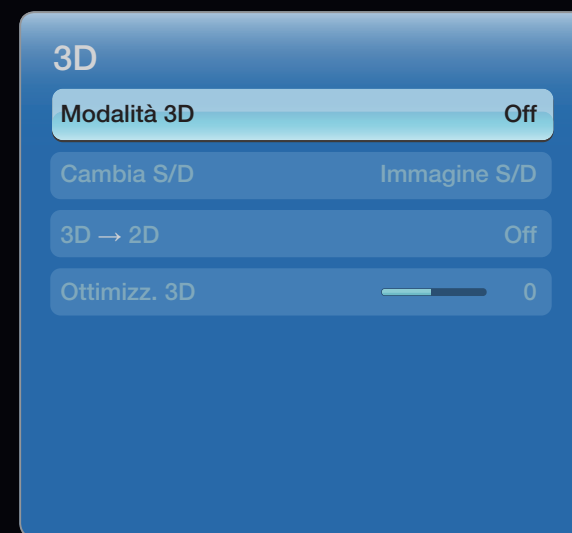 3D
Modalità 3D Off
Cambia S/D Immagine S/D
3D → 2D Off
Ottimizz. 3D 0